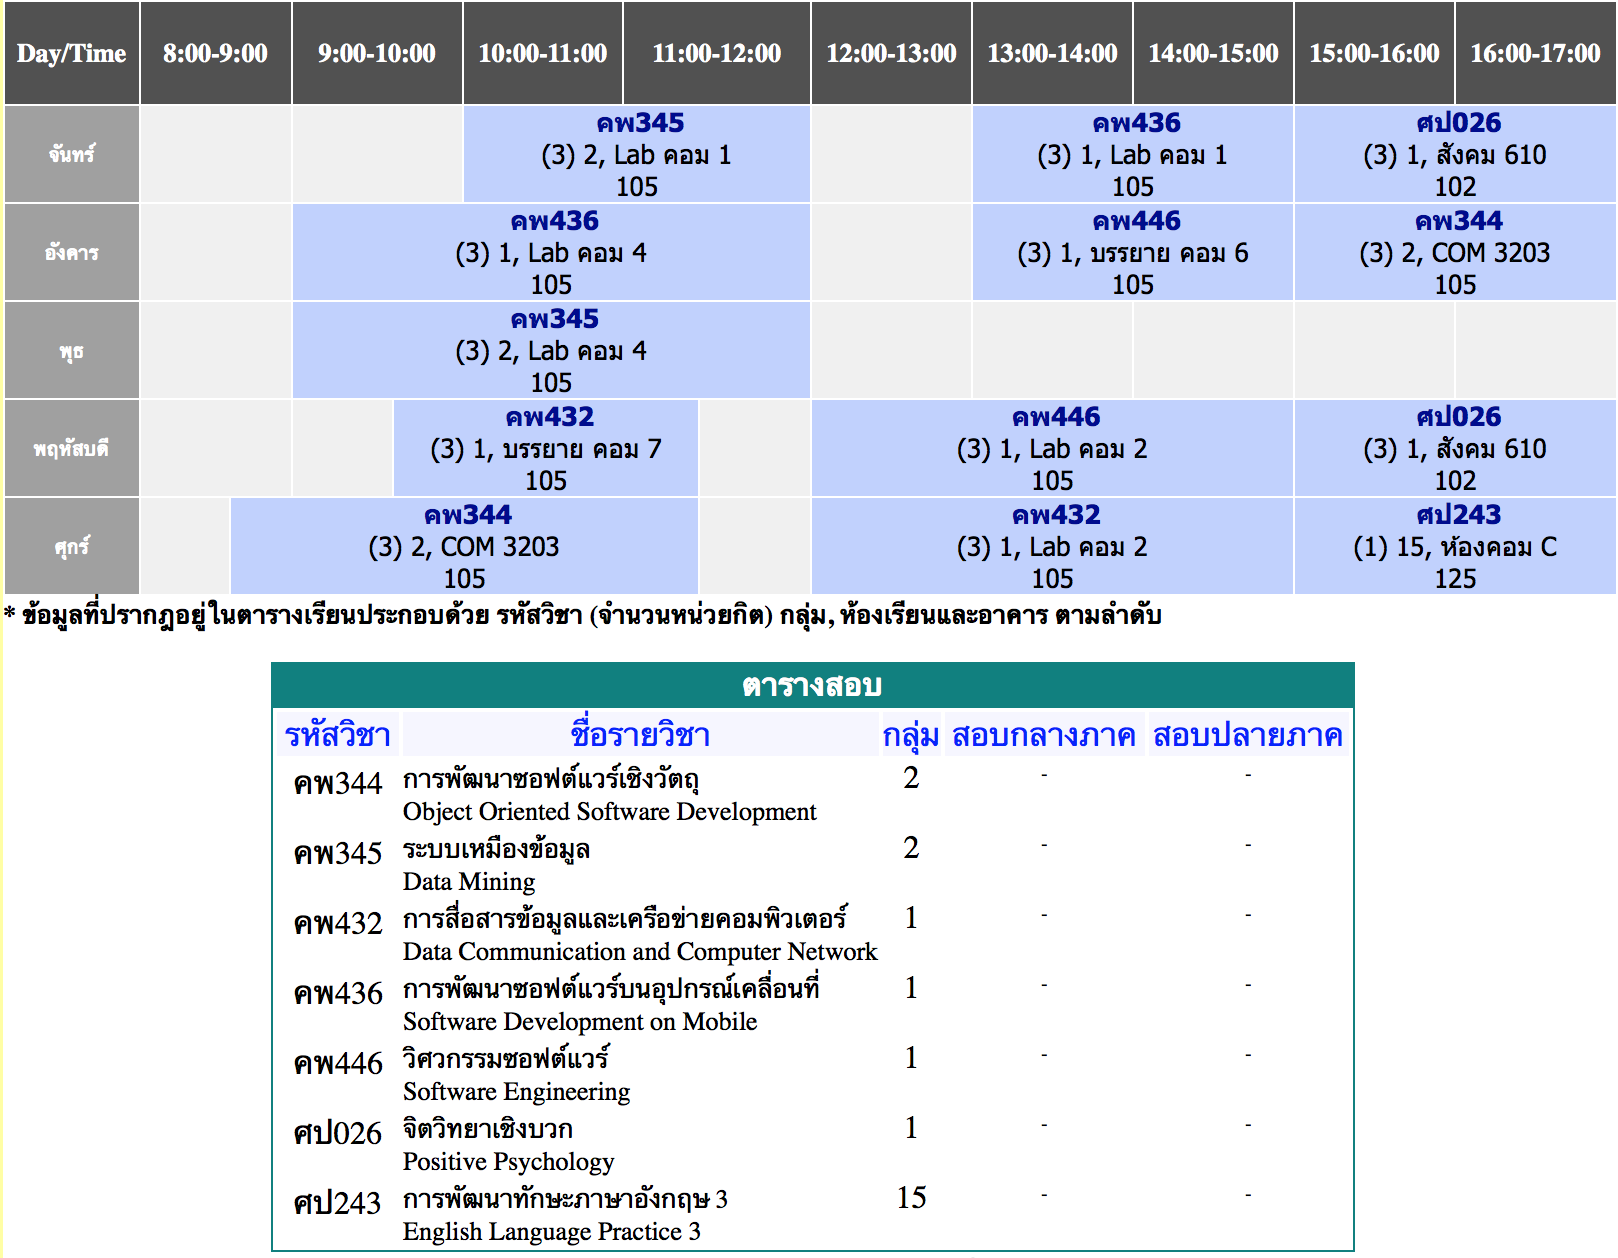 Day/Time 8:00-9:00 9:00-10:00 10:00-11:00 11:00-12:00 12:00-13:00 13:00-14:00 14:00-15:00 15:00-16:00 16:00-17:00
จันทร์
คพ345
(3) 2, Lab คอม 1
105
คพ436
(3) 1, Lab คอม 1
105
ศป026
(3) 1, สังคม 610
102
อังคาร
คพ436
(3) 1, Lab คอม 4
105
คพ446
(3) 1, บรรยาย คอม 6
105
คพ344
(3) 2, COM 3203
105
พุธ
คพ345
(3) 2, Lab คอม 4
105
พฤหัสบดี
คพ432
(3) 1, บรรยาย คอม 7
105
คพ446
(3) 1, Lab คอม 2
105
ศป026
(3) 1, สังคม 610
102
ศุกร์
คพ344
(3) 2, COM 3203
105
คพ432
(3) 1, Lab คอม 2
105
ศป243
(1) 15, ห้องคอม C
125
* ข้อมูลที่ปรากฎอยู่ในตารางเรียนประกอบด้วย รหัสวิชา (จำนวนหน่วยกิต) กลุ่ม, ห้องเรียนและอาคาร ตามลำดับ
ตารางสอบ
รหัสวิชา ชื่อรายวิชา กลุ่ม สอบกลางภาค สอบปลายภาค
คพ344 การพัฒนาซอฟต์แวร์เชิงวัตถุ 2 - -
Object Oriented Software Development
คพ345 ระบบเหมืองข้อมูล 2 - -
Data Mining
คพ432 การสื่อสารข้อมูลและเครือข่ายคอมพิวเตอร์ 1 - -
Data Communication and Computer Network
คพ436 การพัฒนาซอฟต์แวร์บนอุปกรณ์เคลื่อนที่ 1 - -
Software Development on Mobile
คพ446 วิศวกรรมซอฟต์แวร์ 1 - -
Software Engineering
ศป026 จิตวิทยาเชิงบวก 1 - -
Positive Psychology
ศป243 การพัฒนาทักษะภาษาอังกฤษ 3 15 - -
English Language Practice 3